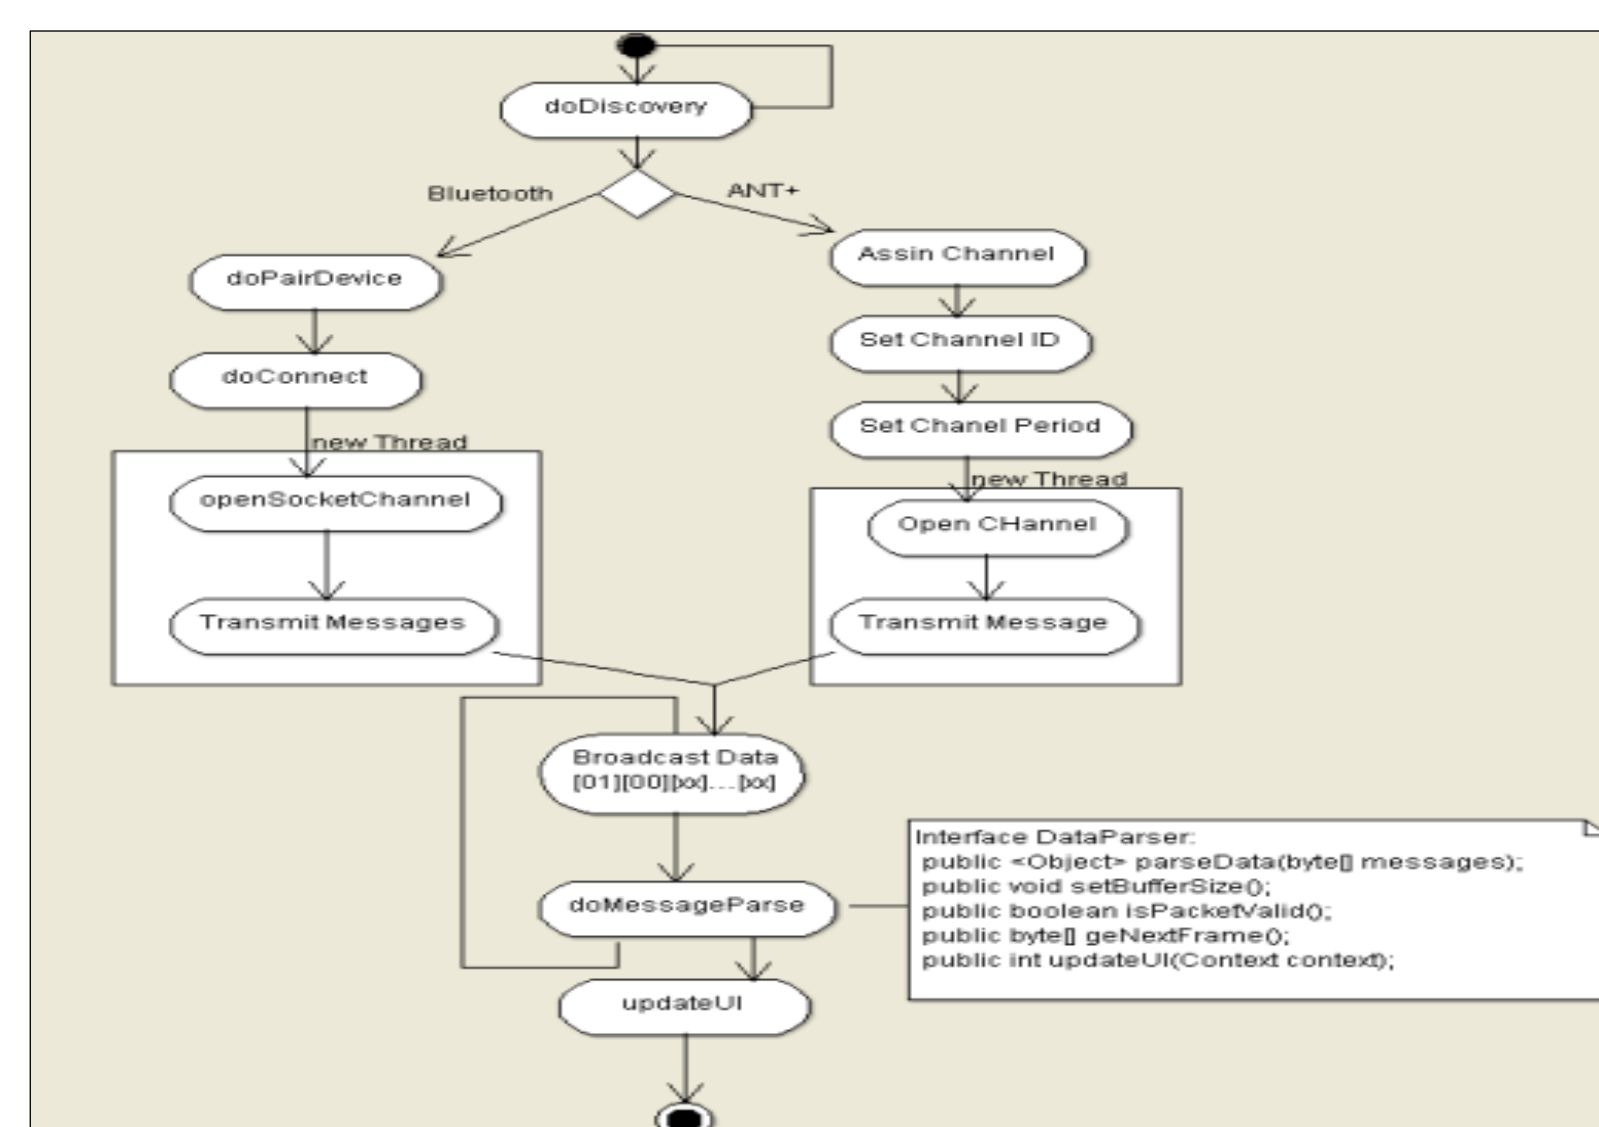 doDiscovery
Bluetooth
ANT+
doPairDevice
doConnect
new Thread
openSocketChannel
Transmit Messages
Assin Channel
Set Channel ID
Set Chanel Period
new Thread
Open CHannel
Transmit Message
Broadcast Data
[01][00][xx]...[xx]
doMessageParse
updateUI
Interface DataParser:
public <Object> parseData(byte[] messages);
public void setBufferSize();
public boolean isPacketValid();
public byte[] geNextFrame();
public int updateUI(Context context);